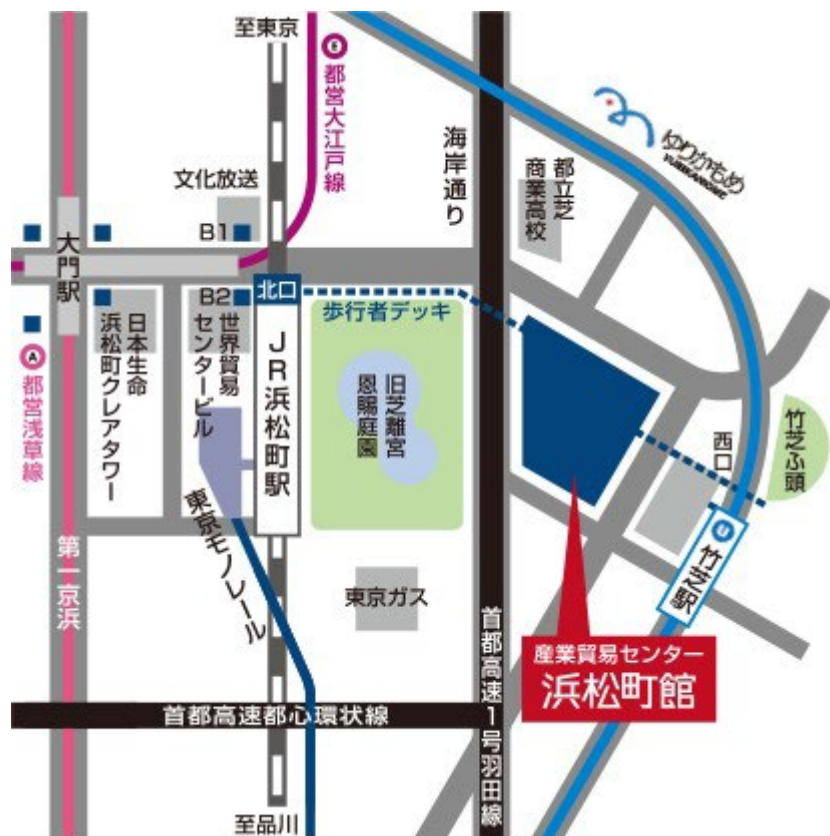 至東京
E
都営大江戸線
海岸通り
ゆりかもめ
YURIKAMOME
都立芝
商業高校
文化放送
B1
大門駅
北口
歩行者デッキ
B2
世界貿易
センタービル
日本生命
浜松町クレアタワー
A
都営浅草線
JR浜松町駅
旧芝離宮
恩賜庭園
竹芝ふ頭
西口
U
竹芝駅
東京モノレール
第一京浜
東京ガス
産業貿易センター
浜松町館
首都高速1号羽田線
首都高速都心環状線
至品川